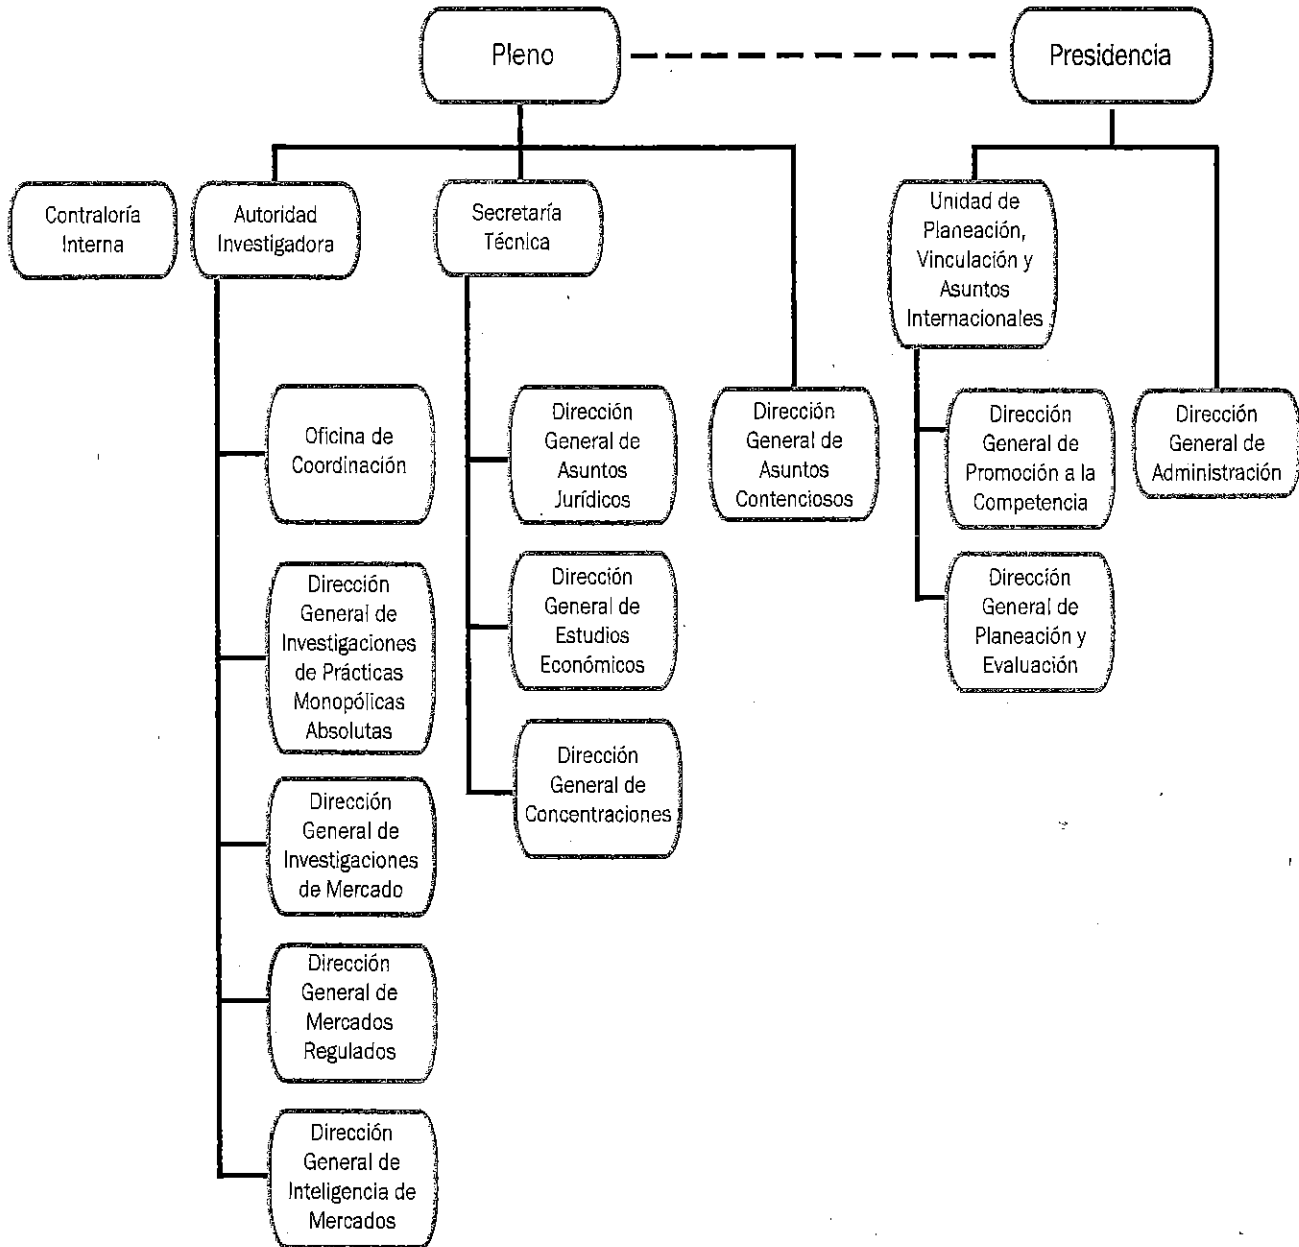 Pleno
Presidencia
Contraloría
Interna
Autoridad
Investigadora
Secretaría
Técnica
Unidad de
Planeación,
Vinculación y
Asuntos
Internacionales
Oficina de
Coordinación
Dirección
General de
Asuntos
Jurídicos
Dirección
General de
Asuntos
Contenciosos
Dirección
General de
Promoción a la
Competencia
Dirección
General de
Administración
Dirección
General de
Investigaciones
de Prácticas
Monopólicas
Absolutas
Dirección
General de
Estudios
Económicos
Dirección
General de
Planeación y
Evaluación
Dirección
General de
Concentraciones
Dirección
General de
Investigaciones
de Mercado
Dirección
General de
Mercados
Regulados
Dirección
General de
Inteligencia de
Mercados